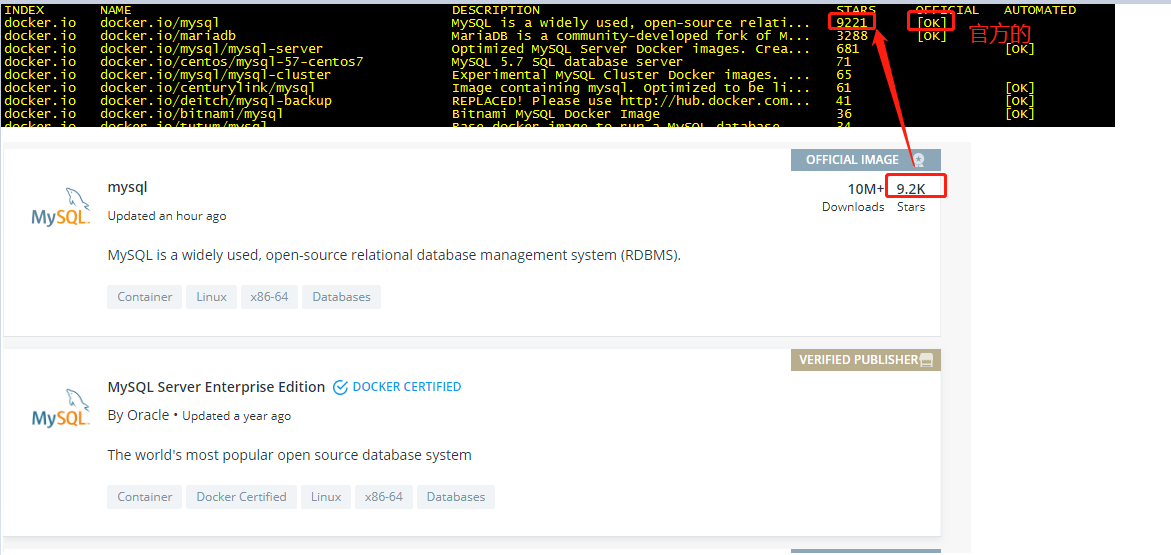 INDEX NAME DESCRIPTION STARS OFFICIAL AUTOMATED
docker.io docker.io/mysql MySQL is a widely used, open-source relati... 9221 [OK] 官方的
docker.io docker.io/mariadb MariaDB is a community-developed fork of M... 3288 [OK]
docker.io docker.io/mysql/mysql-server Optimized MySQL Server Docker images. Crea... 681 [OK]
docker.io docker.io/centos/mysql-57-centos7 MySQL 5.7 SQL database server 71
docker.io docker.io/mysql/mysql-cluster Experimental MySQL Cluster Docker images. ... 65
docker.io docker.io/centurylink/mysql Image containing mysql. Optimized to be li... 61 [OK]
docker.io docker.io/deitch/mysql-backup REPLACED! Please use http://hub.docker.com... 41 [OK]
docker.io docker.io/bitnami/mysql Bitnami MySQL Docker Image 36 [OK]
docker.io docker.io/tutum/mysql Base docker image to run a MySQL database 34
OFFICIAL IMAGE
MySQL
mysql
10M+ 9.2K
Downloads Stars
Updated an hour ago
MySQL is a widely used, open-source relational database management system (RDBMS).
Container Linux x86-64 Databases
VERIFIED PUBLISHER
MySQL
MySQL Server Enterprise Edition DOCKER CERTIFIED
By Oracle • Updated a year ago
The world's most popular open source database system
Container Docker Certified Linux x86-64 Databases